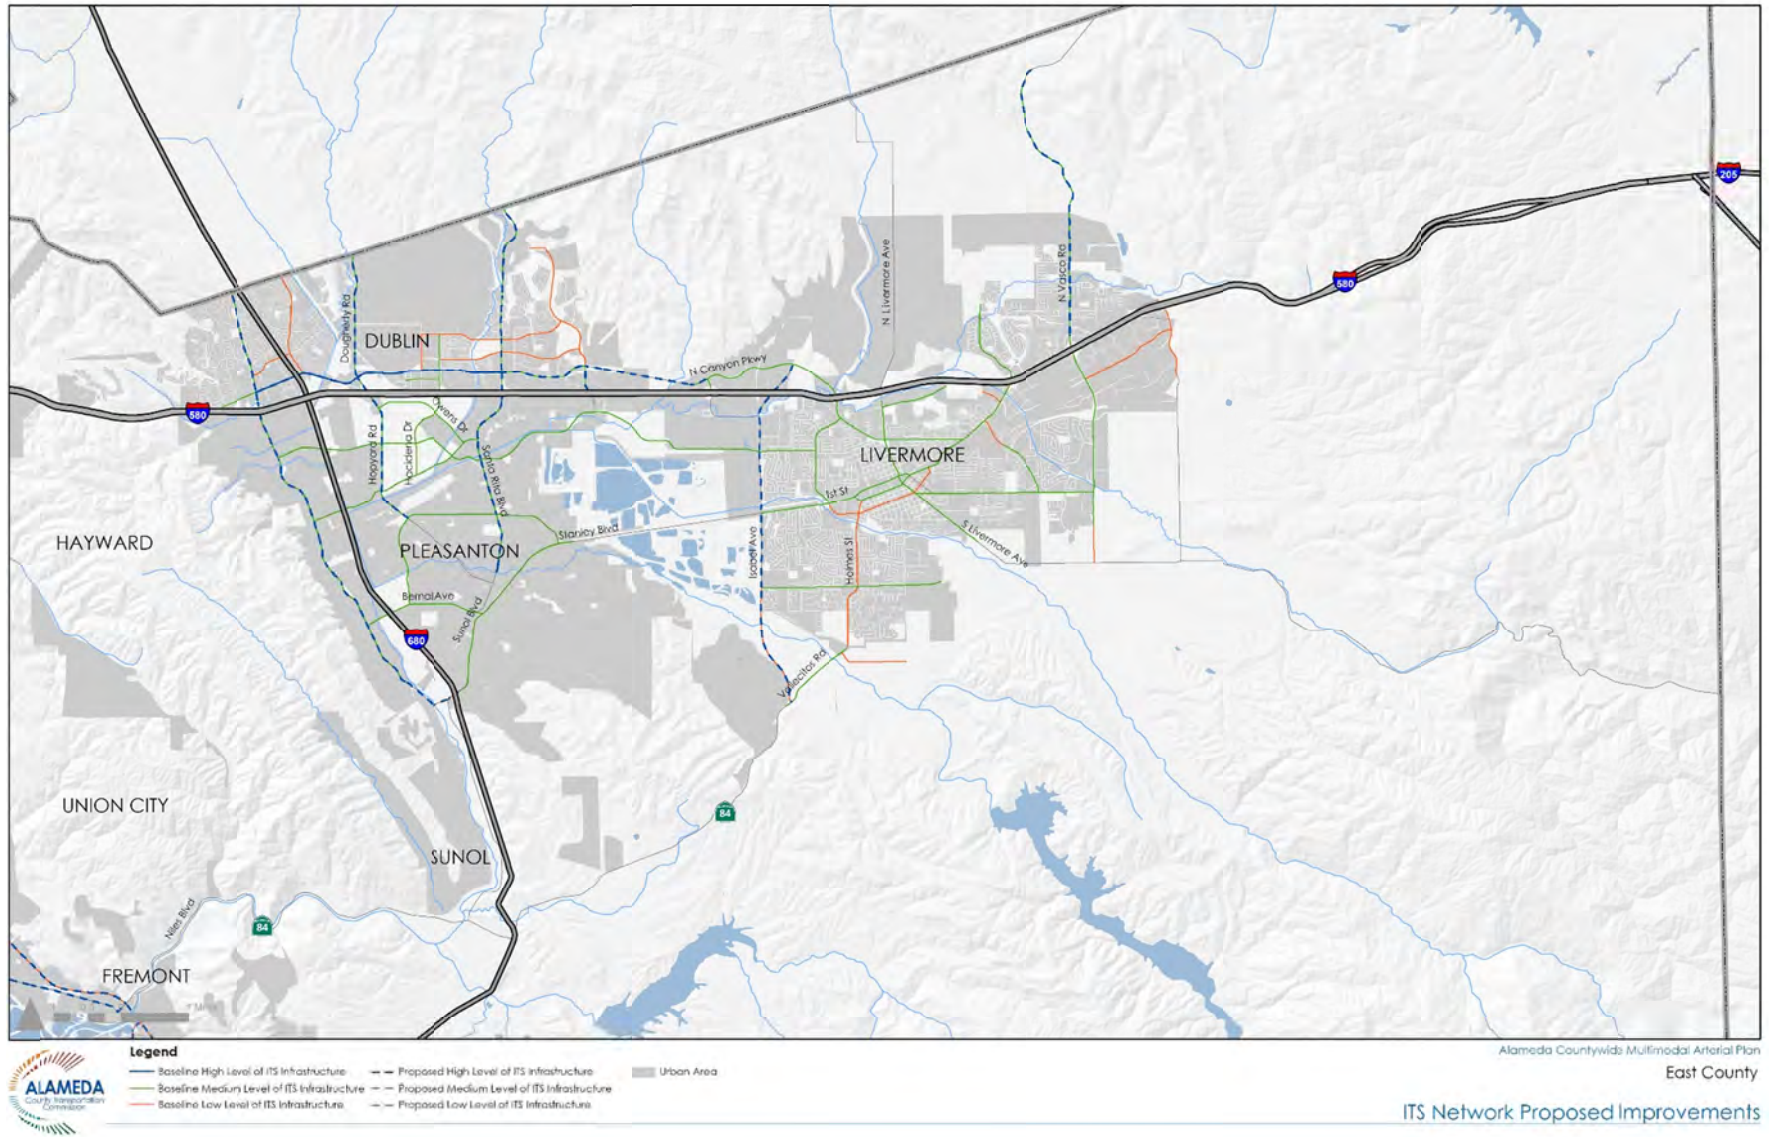 205
N Livermore Ave
N Vasco Rd
580
Dougherty Rd
DUBLIN
N Canyon Pkwy
580
Owens Dr
Hopyard Rd
Hacidena Dr
Santa Rita Blvd
LIVERMORE
1st St
HAYWARD
PLEASANTON
Stanley Blvd
Isabel Ave
S Livermore Ave
Holmes St
Bernal Ave
Sunol Blvd
680
Vallecitos Rd
UNION CITY
84
SUNOL
Niles Blvd
84
FREMONT
ALAMEDA
County Transportation
Commission
Legend
Baseline High Level of ITS Infrastructure
Baseline Medium Level of ITS Infrastructure
Baseline Low Level of ITS Infrastructure
Proposed High Level of ITS Infrastructure
Proposed Medium Level of ITS Infrastructure
Proposed Low Level of ITS Infrastructure
Urban Area
Alameda Countywide Multimodal Arterial Plan
East County
ITS Network Proposed Improvements